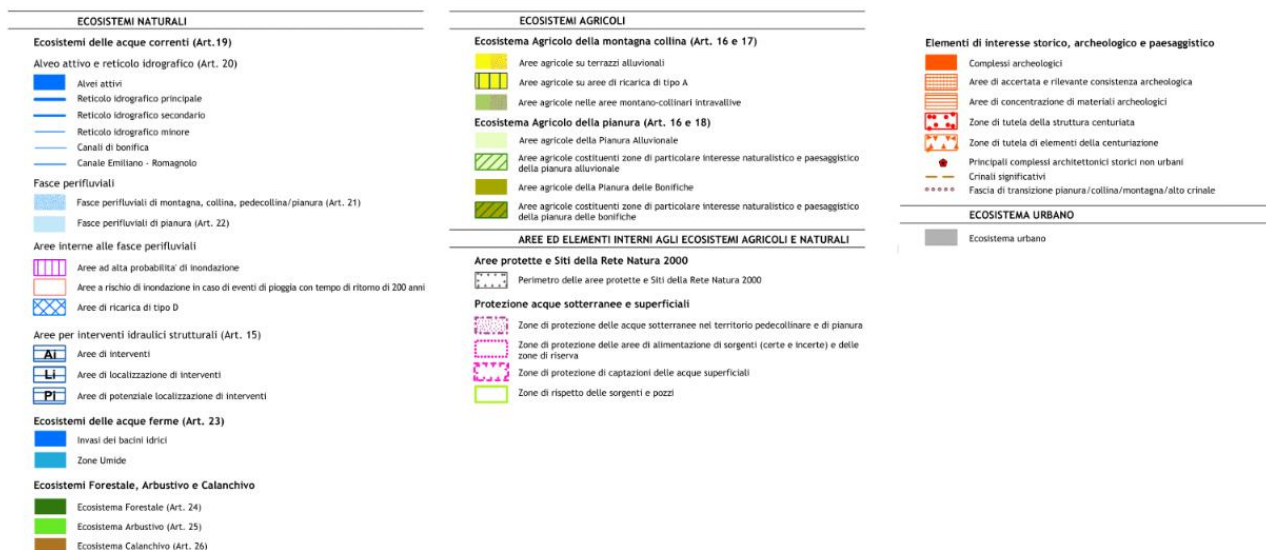 ECOSISTEMI NATURALI
Ecosistemi delle acque correnti (Art.19)
Alveo attivo e reticolo idrografico (Art. 20)
Alvei attivi
Reticolo idrografico principale
Reticolo idrografico secondario
Reticolo idrografico minore
Canali di bonifica
Canale Emiliano - Romagnolo
Fasce perifluviali
Fasce perifluviali di montagna, collina, pedecollina/pianura (Art. 21)
Fasce perifluviali di pianura (Art. 22)
Aree interne alle fasce perifluviali
Aree ad alta probabilita' di inondazione
Aree a rischio di inondazione in caso di eventi di pioggia con tempo di ritorno di 200 anni
Aree di ricarica di tipo D
Aree per interventi idraulici strutturali (Art. 15)
Ai Aree di interventi
Li Aree di localizzazione di interventi
Pi Aree di potenziale localizzazione di interventi
Ecosistemi delle acque ferme (Art. 23)
Invasi dei bacini idrici
Zone Umide
Ecosistemi Forestale, Arbustivo e Calanchivo
Ecosistema Forestale (Art. 24)
Ecosistema Arbustivo (Art. 25)
Ecosistema Calanchivo (Art. 26)
ECOSISTEMI AGRICOLI
Ecosistema Agricolo della montagna collina (Art. 16 e 17)
Aree agricole su terrazzi alluvionali
Aree agricole su aree di ricarica di tipo A
Aree agricole nelle aree montano-collinari intravallive
Ecosistema Agricolo della pianura (Art. 16 e 18)
Aree agricole della Pianura Alluvionale
Aree agricole costituenti zone di particolare interesse naturalistico e paesaggistico
della pianura alluvionale
Aree agricole della Pianura delle Bonifiche
Aree agricole costituenti zone di particolare interesse naturalistico e paesaggistico
della pianura delle bonifiche
AREE ED ELEMENTI INTERNI AGLI ECOSISTEMI AGRICOLI E NATURALI
Aree protette e Siti della Rete Natura 2000
Perimetro delle aree protette e Siti della Rete Natura 2000
Protezione acque sotterranee e superficiali
Zone di protezione delle acque sotterranee nel territorio pedecollinare e di pianura
Zone di protezione delle aree di alimentazione di sorgenti (certe e incerte) e delle
zone di riserva
Zone di protezione di captazioni delle acque superficiali
Zone di rispetto delle sorgenti e pozzi
Elementi di interesse storico, archeologico e paesaggistico
Complessi archeologici
Aree di accertata e rilevante consistenza archeologica
Aree di concentrazione di materiali archeologici
Zone di tutela della struttura centuriata
Zone di tutela di elementi della centuriazione
Principali complessi architettonici storici non urbani
Crinali significativi
Fascia di transizione pianura/collina/montagna/alto crinale
ECOSISTEMA URBANO
Ecosistema urbano